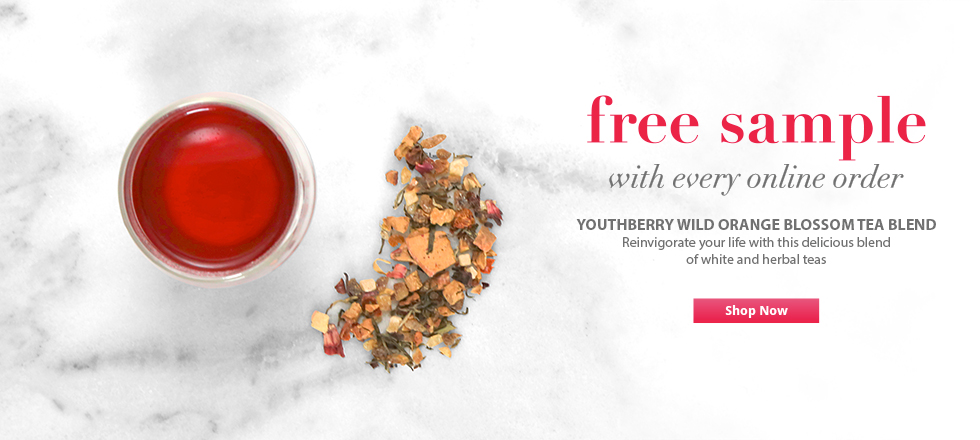 free sample
with every online order
YOUTHBERRY WILD ORANGE BLOSSOM TEA BLEND
Reinvigorate your life with this delicious blend
of white and herbal teas
Shop Now